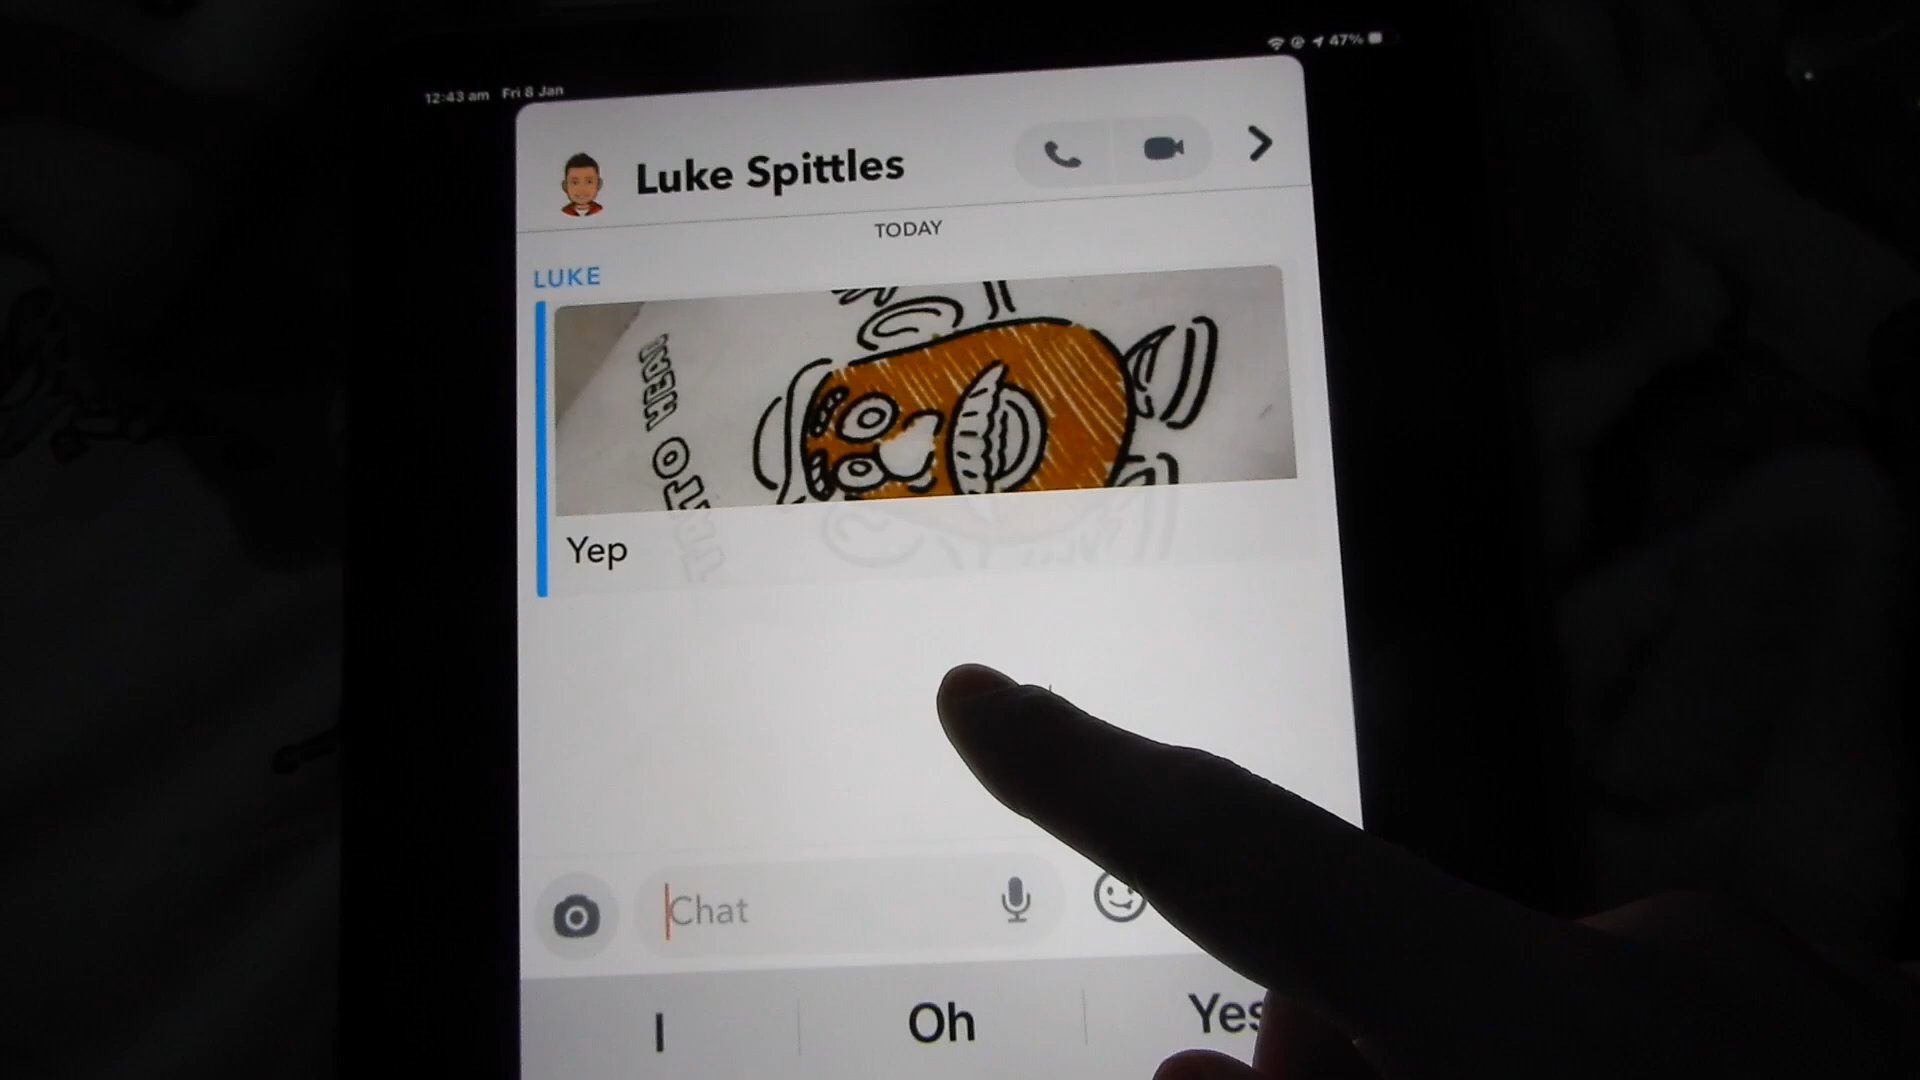 12:43 am Fri 8 Jan
47%
Luke Spittles
TODAY
LUKE
Yep
Chat
I
Oh
Yes